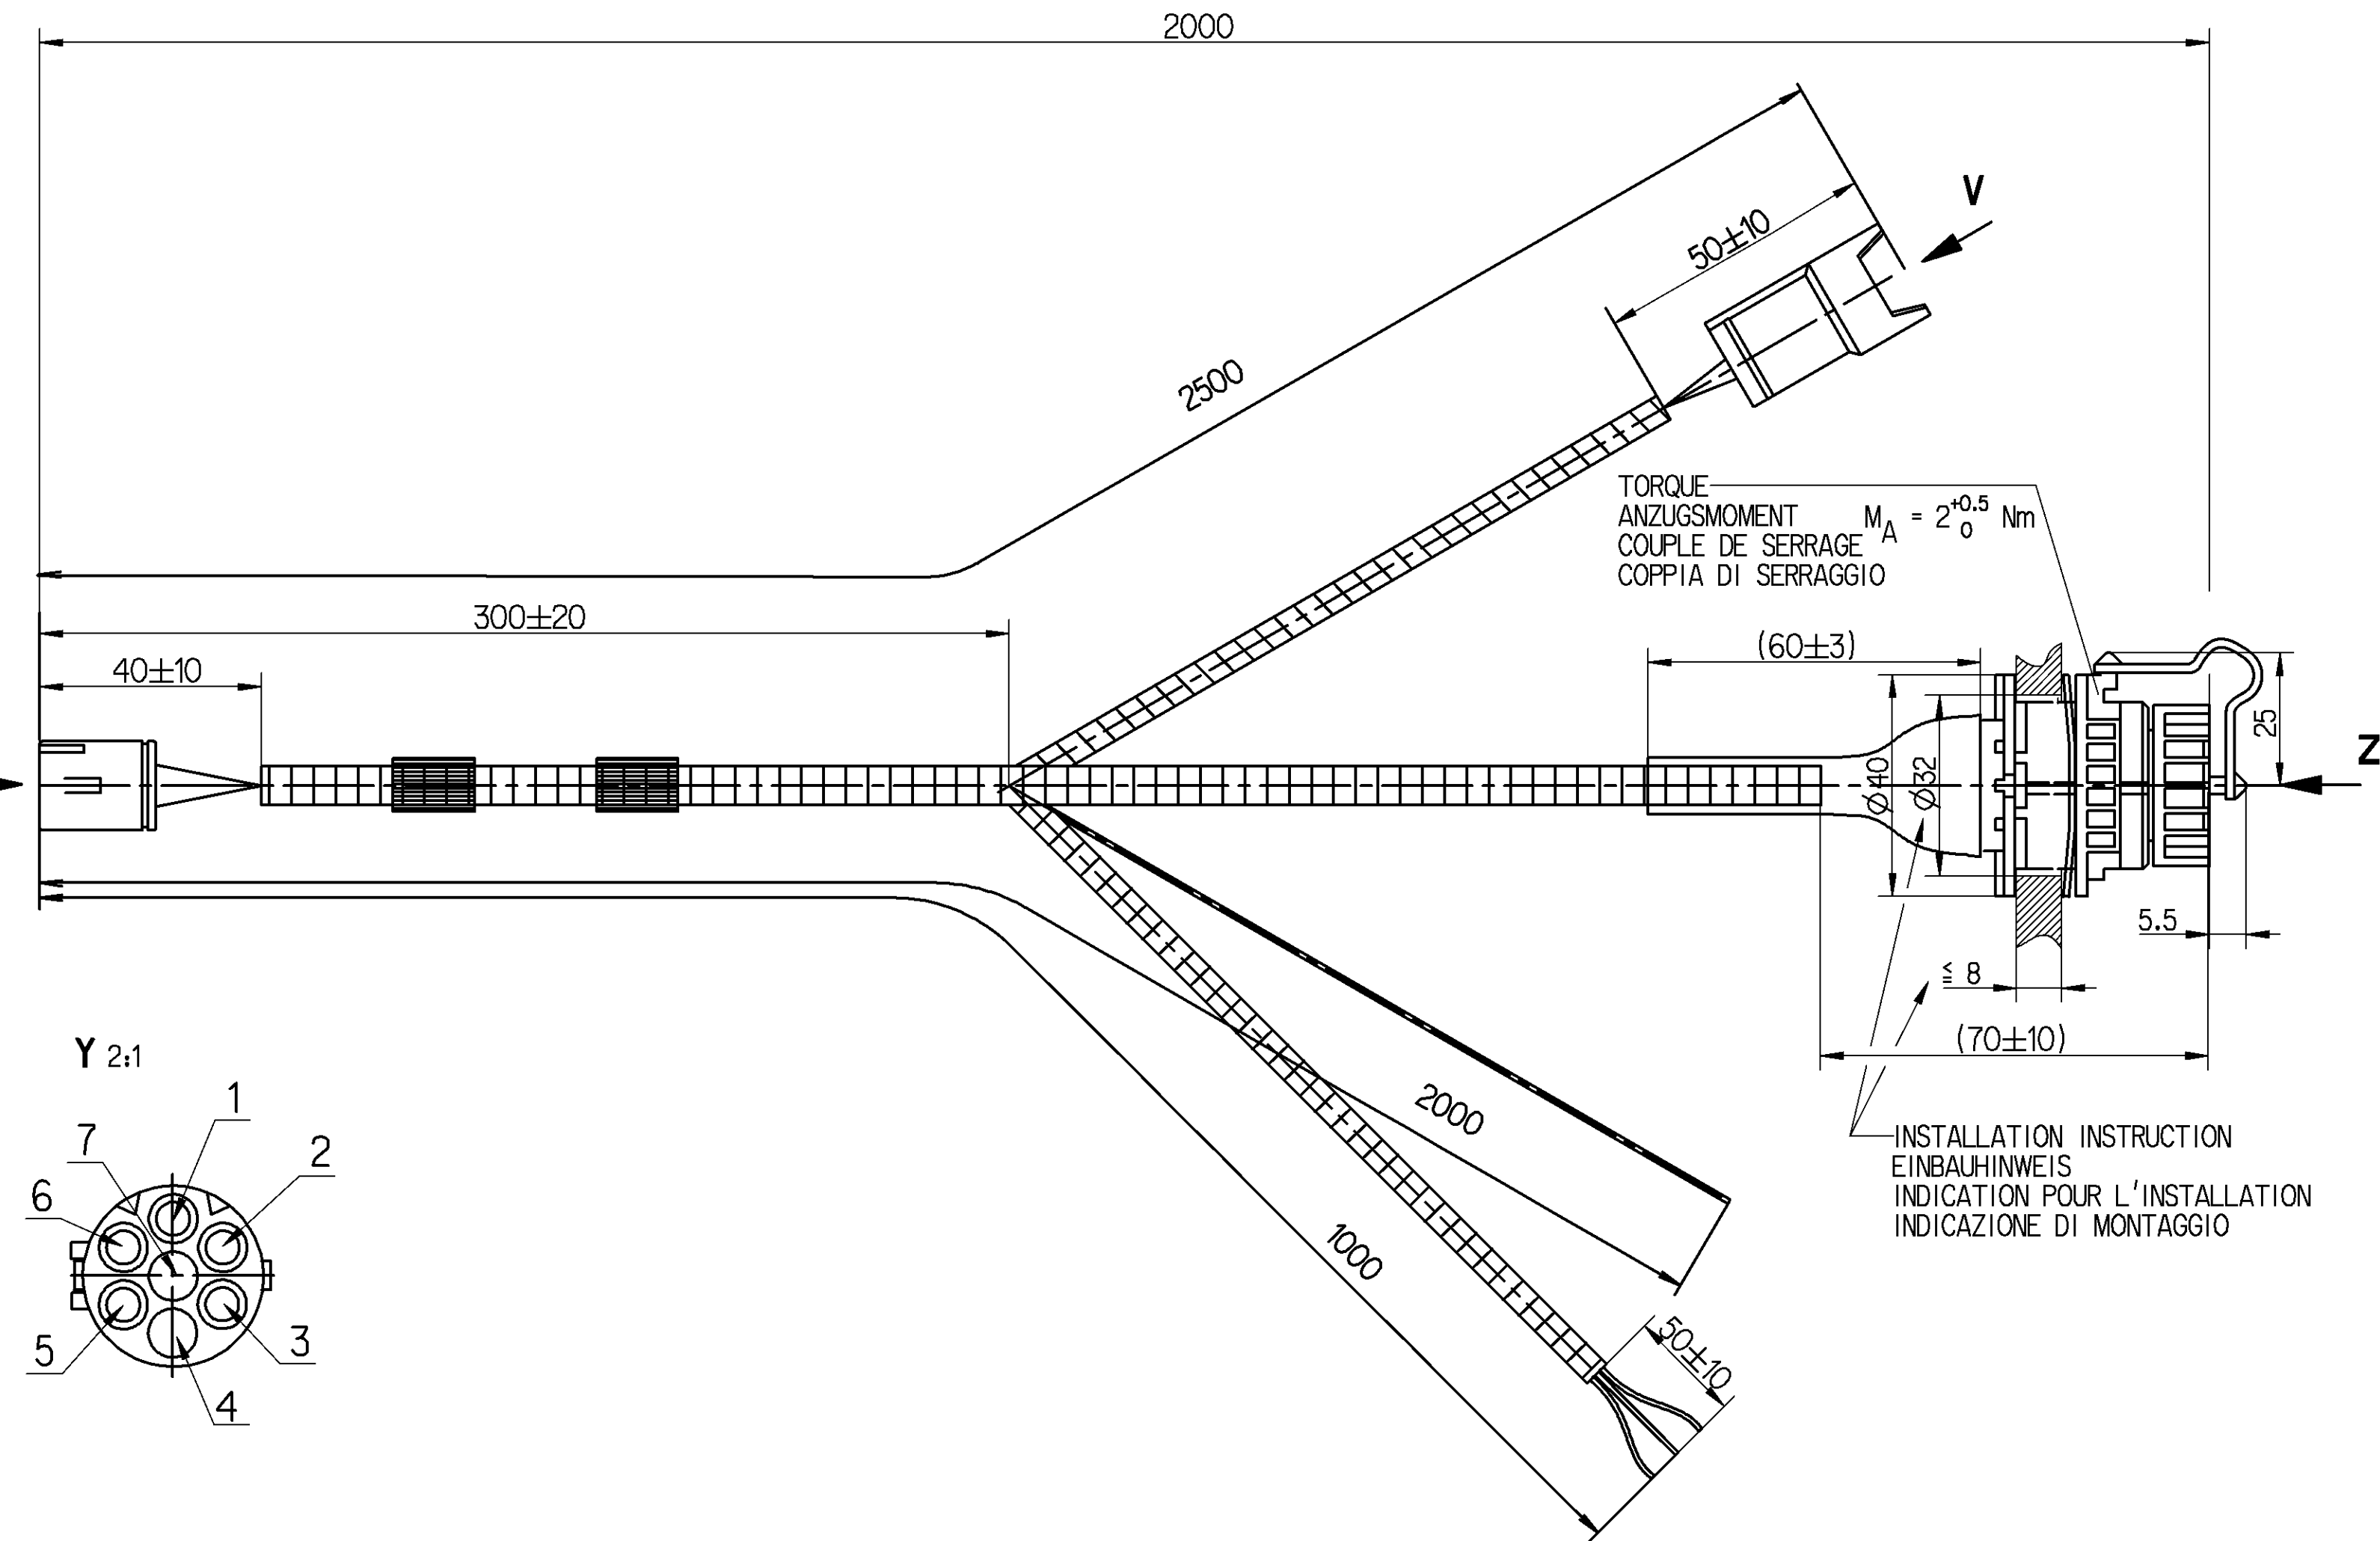 2000
V
50±10
2500
TORQUE
ANZUGSMOMENT M_A = 2 +0.5 0 Nm
COUPLE DE SERRAGE
COPPIA DI SERRAGGIO
300±20
(60±3)
40±10
⌀40
⌀32
25
Z
5.5
≦ 8
(70±10)
Y 2:1
1
7
2
6
5
3
4
2000
1000
50±10
INSTALLATION INSTRUCTION
EINBAUHINWEIS
INDICATION POUR L'INSTALLATION
INDICAZIONE DI MONTAGGIO